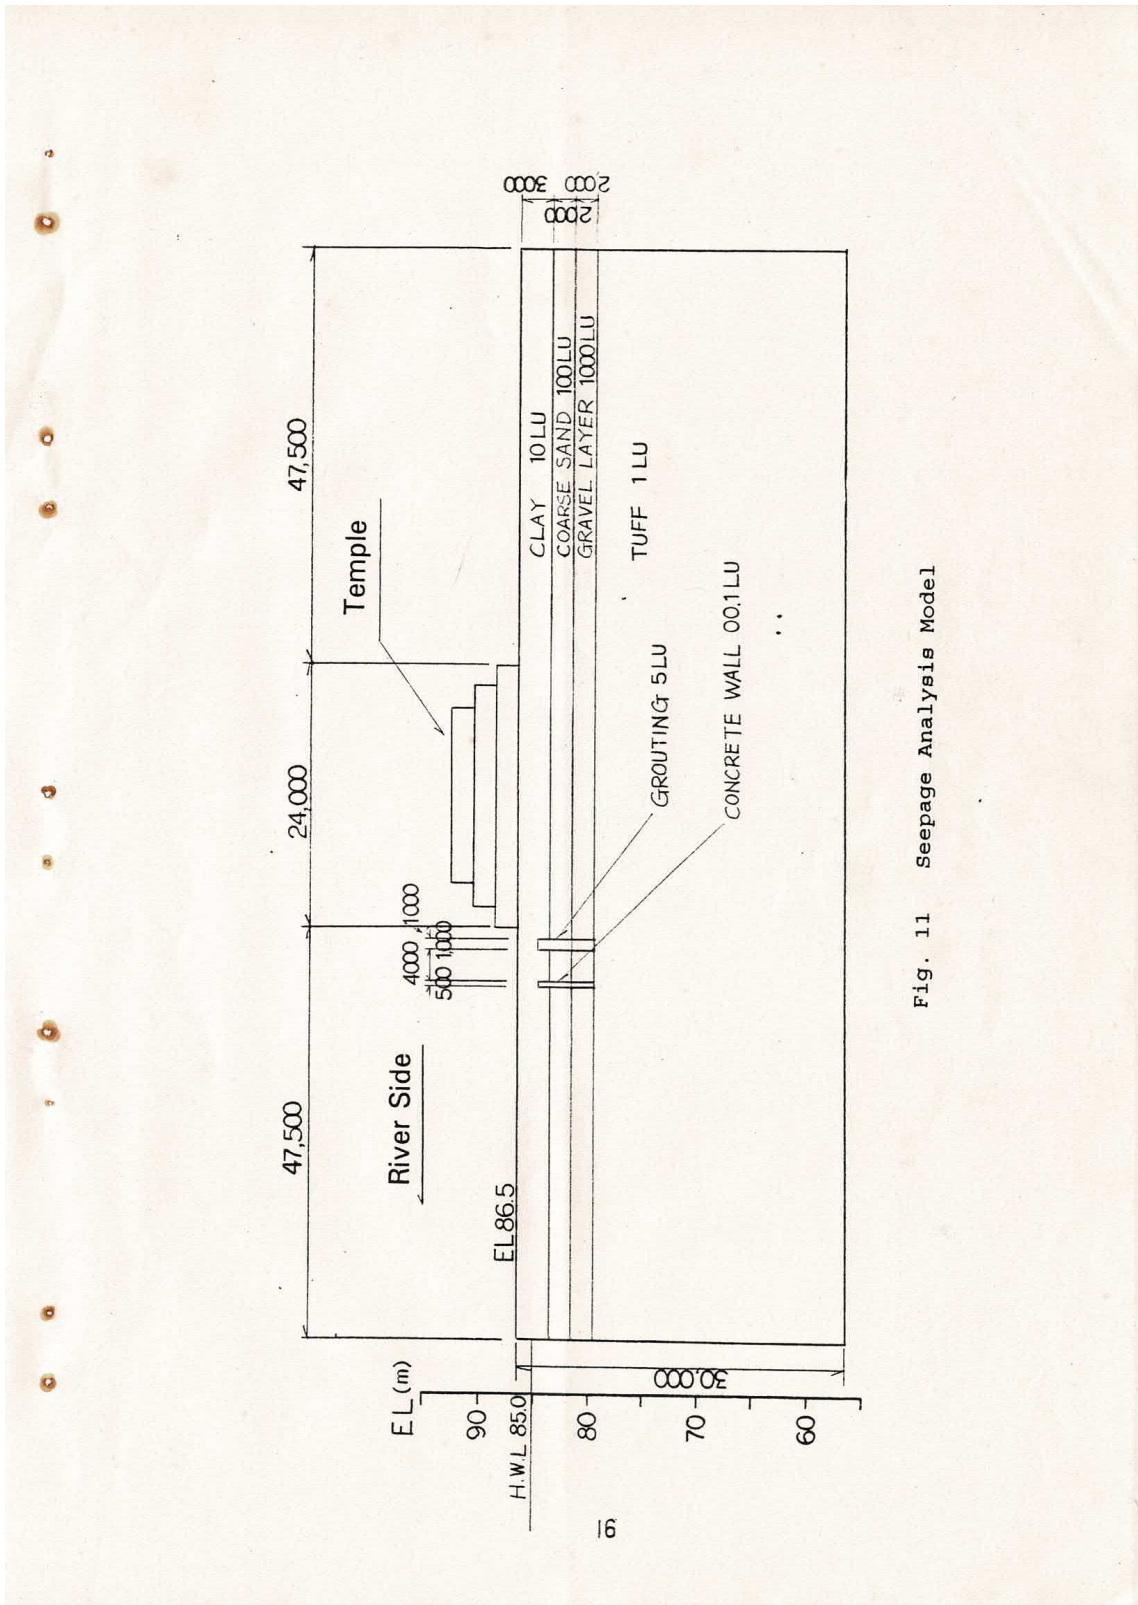 47,500
24,000
47,500
Temple
River Side
4000
1000
500
1,000
EL(m)
90
80
70
60
H.W.L 85.0
EL86.5
30,000
3000
2000
2000
CLAY 10LU
COARSE SAND 100LU
GRAVEL LAYER 1000LU
TUFF 1LU
GROUTING 5LU
CONCRETE WALL 00.1LU
Fig. 11 Seepage Analysis Model
91